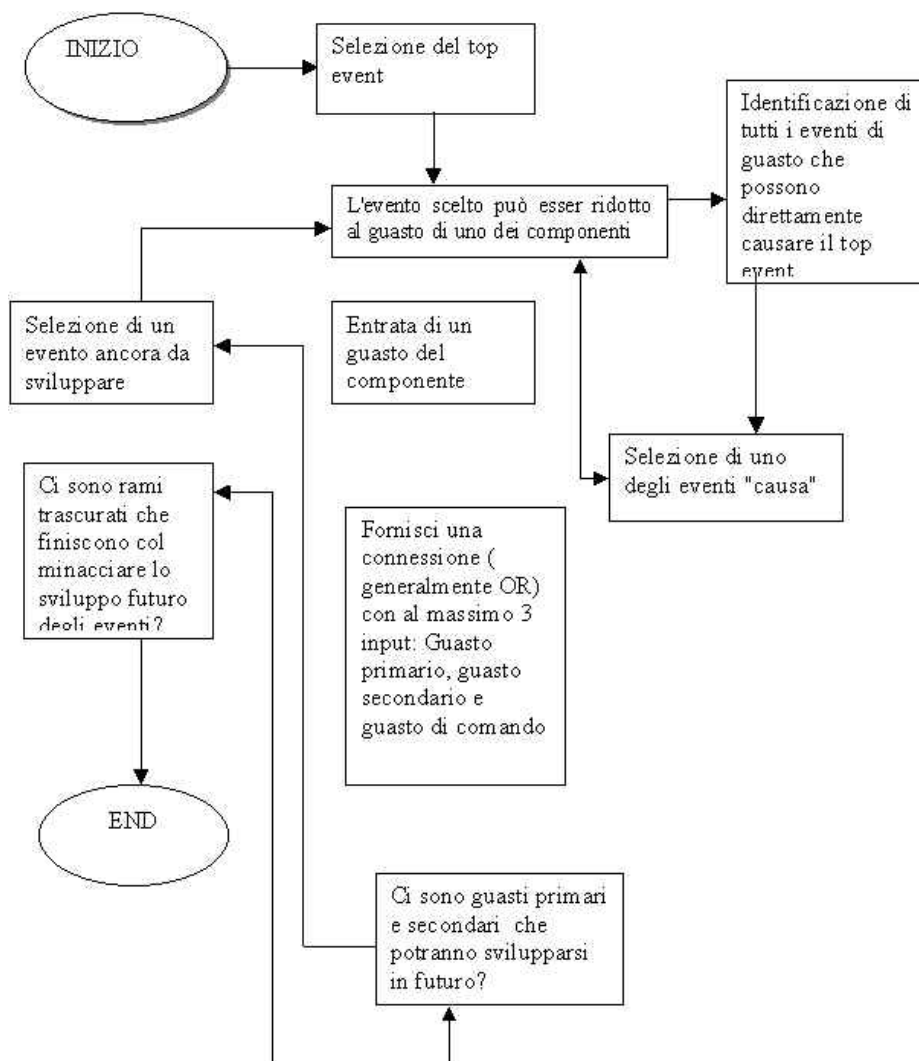 INIZIO
Selezione del top
event
Identificazione di
tutti i eventi di
guasto che
possono
direttamente
causare il top
event
L'evento scelto può esser ridotto
al guasto di uno dei componenti
Selezione di un
evento ancora da
sviluppare
Entrata di un
guasto del
componente
Selezione di uno
degli eventi "causa"
Ci sono rami
trascurati che
finiscono col
minacciare lo
sviluppo futuro
degli eventi?
Fornisci una
connessione (
generalmente OR)
con al massimo 3
input: Guasto
primario, guasto
secondario e
guasto di comando
END
Ci sono guasti primari
e secondari che
potranno svilupparsi
in futuro?